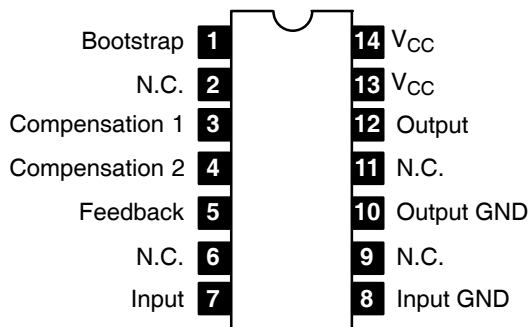 Bootstrap 1 14 VCC
N.C. 2 13 VCC
Compensation 1 3 12 Output
Compensation 2 4 11 N.C.
Feedback 5 10 Output GND
N.C. 6 9 N.C.
Input 7 8 Input GND